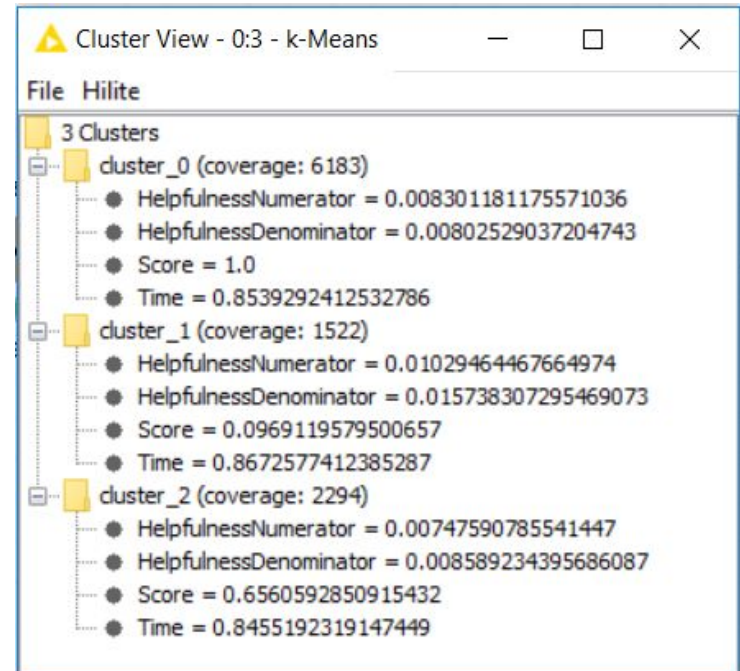 Cluster View - 0:3 - k-Means
File Hilite
3 Clusters
cluster_0 (coverage: 6183)
HelpfulnessNumerator = 0.008301181175571036
HelpfulnessDenominator = 0.00802529037204743
Score = 1.0
Time = 0.8539292412532786
cluster_1 (coverage: 1522)
HelpfulnessNumerator = 0.01029464467664974
HelpfulnessDenominator = 0.015738307295469073
Score = 0.0969119579500657
Time = 0.8672577412385287
cluster_2 (coverage: 2294)
HelpfulnessNumerator = 0.00747590785541447
HelpfulnessDenominator = 0.008589234395686087
Score = 0.6560592850915432
Time = 0.8455192319147449